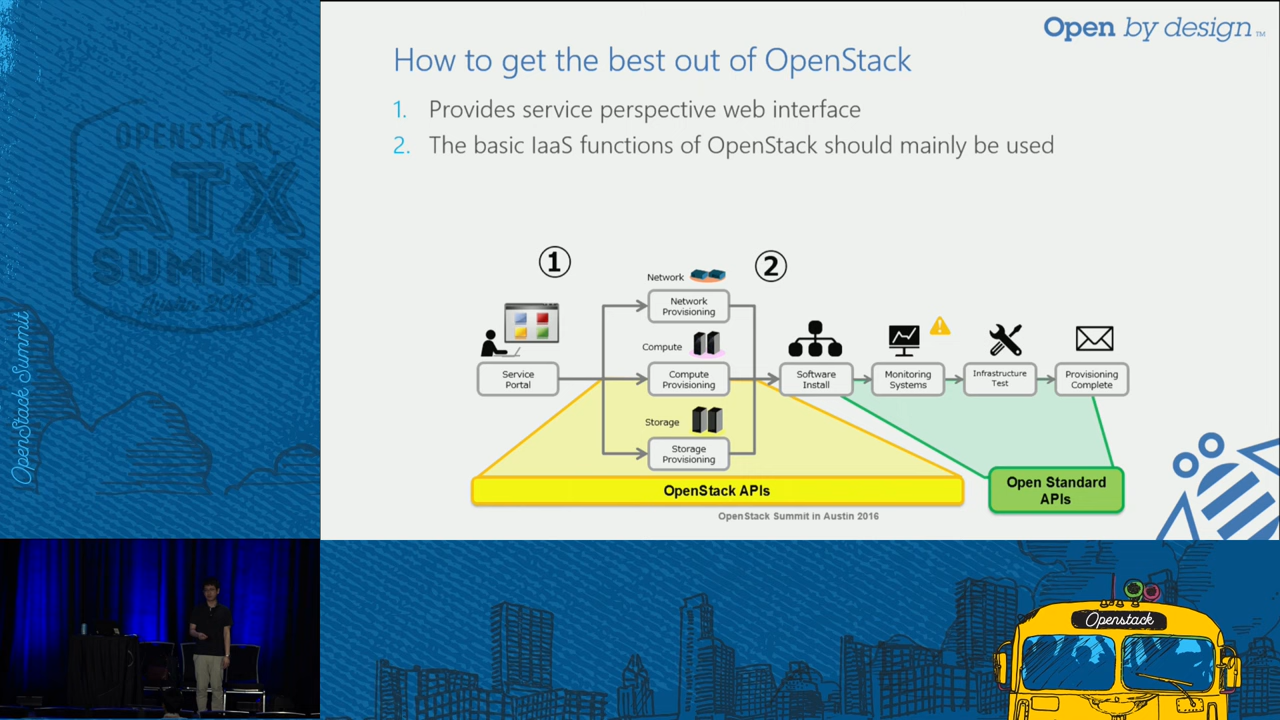 OPENSTACK
ATX
SUMMIT
Austin 2016
OpenStack Summit
Open by design™
How to get the best out of OpenStack
1. Provides service perspective web interface
2. The basic IaaS functions of OpenStack should mainly be used
①
②
Network
Network
Provisioning
Compute
Compute
Provisioning
Storage
Storage
Provisioning
Service
Portal
Software
Install
Monitoring
Systems
Infrastructure
Test
Provisioning
Complete
OpenStack APIs
Open Standard
APIs
OpenStack Summit in Austin 2016
Openstack